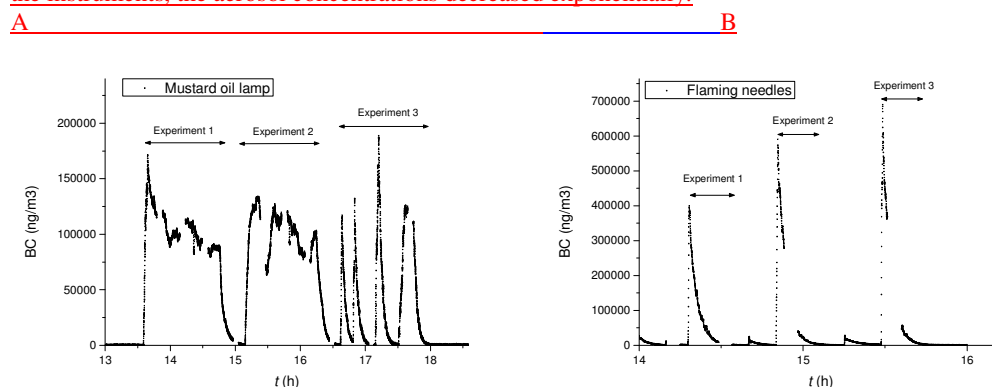 the instruments, the aerosol concentrations decreased exponentially.
A B
Mustard oil lamp
Experiment 1
Experiment 2
Experiment 3
200000
150000
100000
50000
0
BC (ng/m3)
13 14 15 16 17 18
t (h)
Flaming needles
Experiment 3
Experiment 2
Experiment 1
700000
600000
500000
400000
300000
200000
100000
0
BC (ng/m3)
14 15 16
t (h)